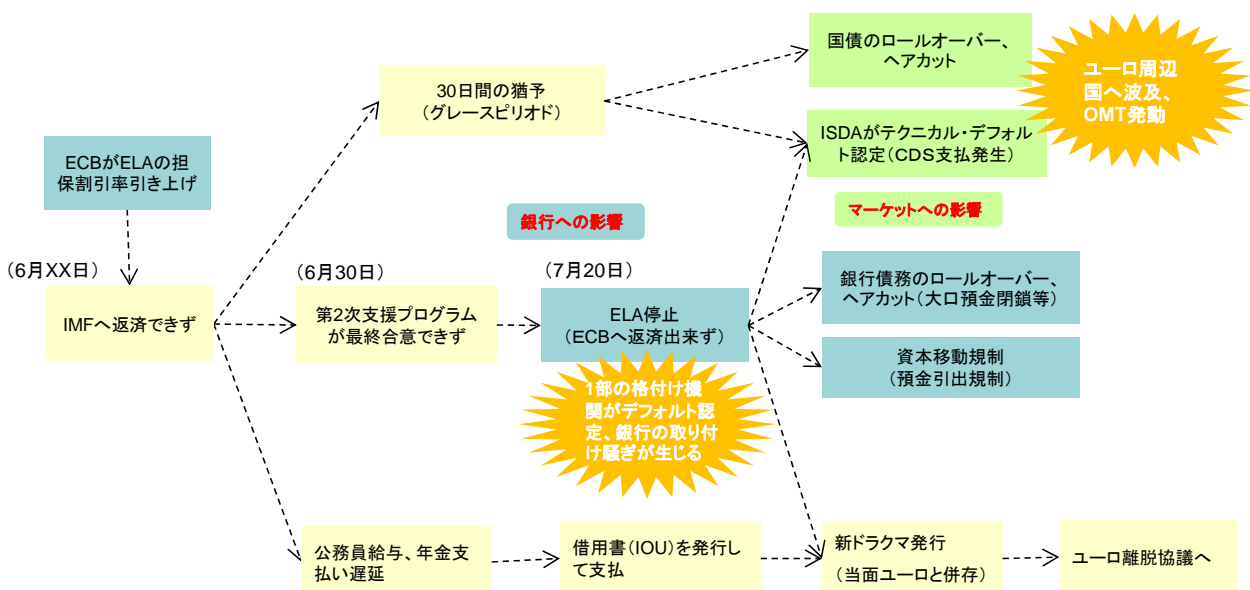 国債のロールオーバー、
ヘアカット
ユーロ周辺
国へ波及、
OMT発動
30日間の猶予
（グレースピリオド）
ISDAがテクニカル・デフォル
ト認定（CDS支払発生）
ECBがELAの担
保割引率引き上げ
銀行への影響
マーケットへの影響
（6月XX日）
（6月30日）
（7月20日）
IMFへ返済できず
第2次支援プログラム
が最終合意できず
ELA停止
（ECBへ返済出来ず）
銀行債務のロールオーバー、
ヘアカット（大口預金閉鎖等）
資本移動規制
（預金引出規制）
1部の格付け機
関がデフォルト認
定、銀行の取り付
け騒ぎが生じる
公務員給与、年金支
払い遅延
借用書（IOU）を発行し
て支払
新ドラクマ発行
（当面ユーロと併存）
ユーロ離脱協議へ